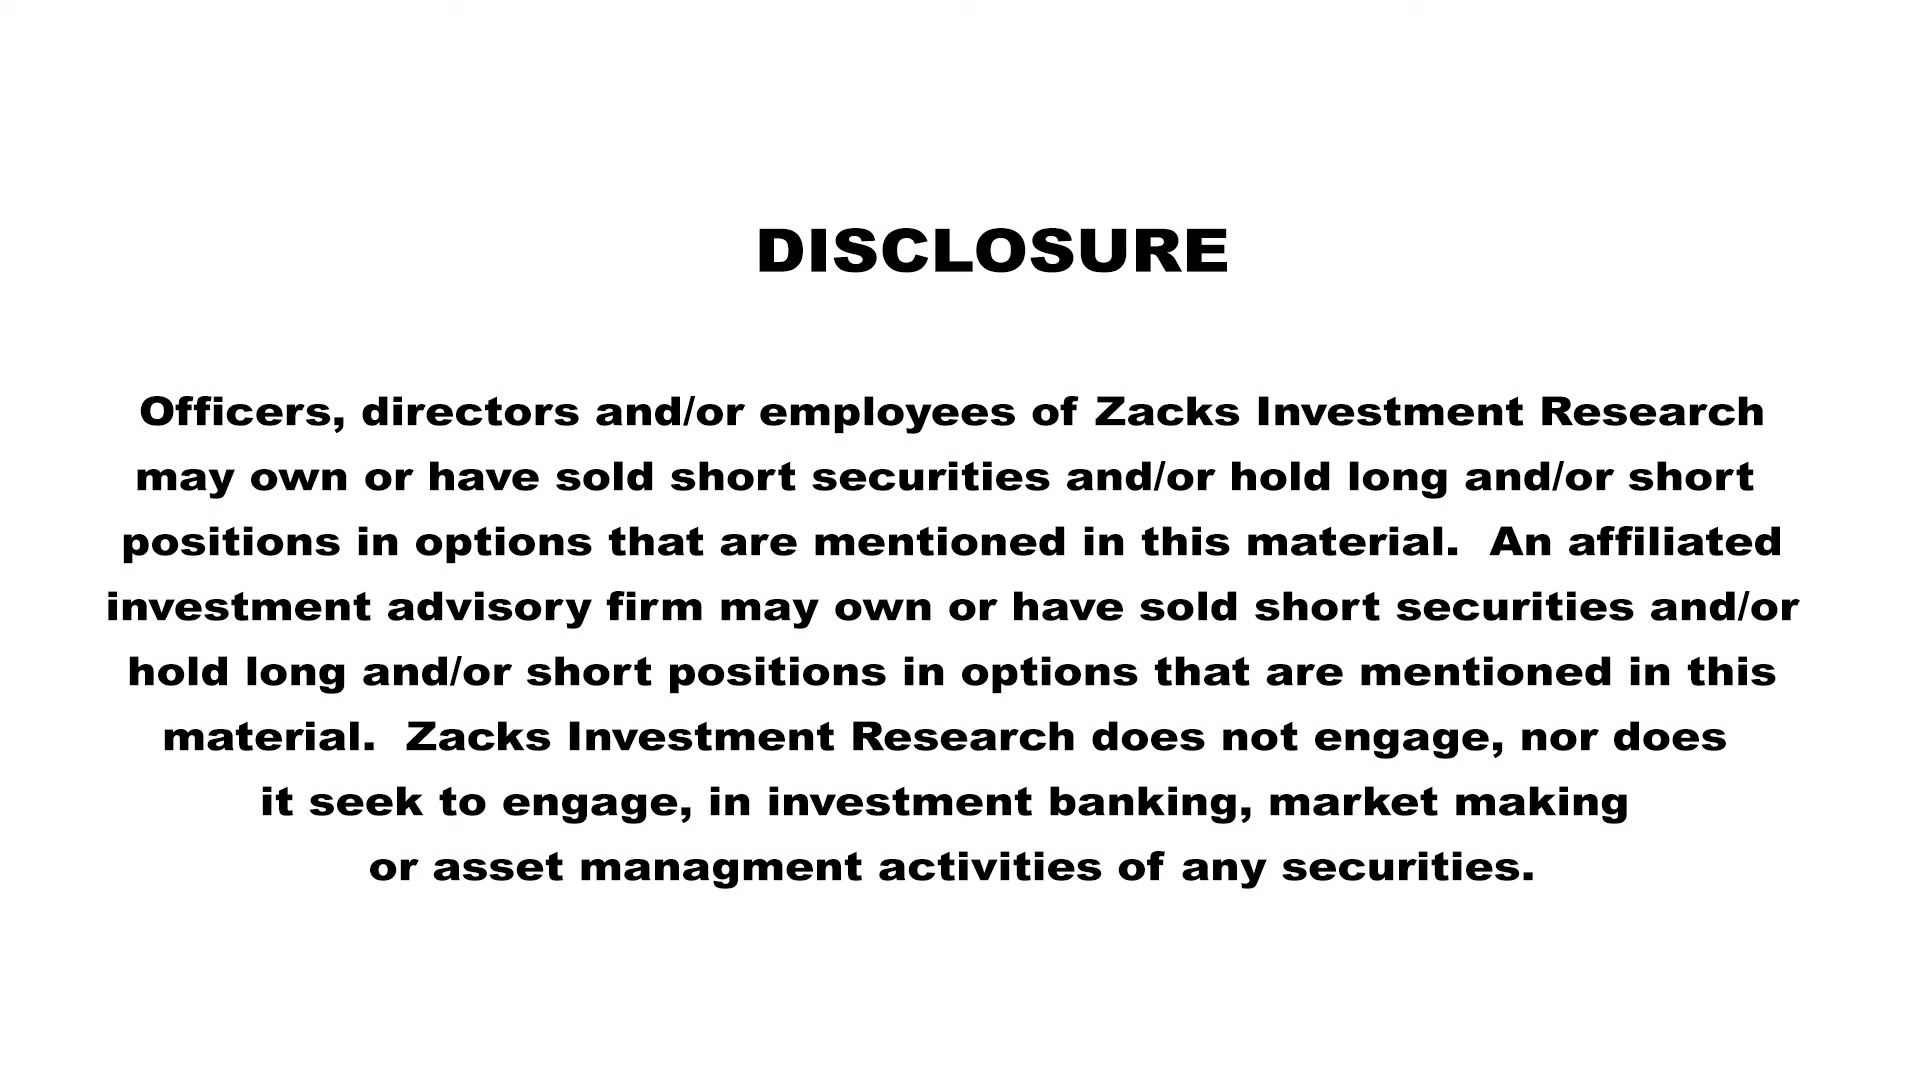 DISCLOSURE
Officers, directors and/or employees of Zacks Investment Research
may own or have sold short securities and/or hold long and/or short
positions in options that are mentioned in this material.  An affiliated
investment advisory firm may own or have sold short securities and/or
hold long and/or short positions in options that are mentioned in this
material.  Zacks Investment Research does not engage, nor does
it seek to engage, in investment banking, market making
or asset managment activities of any securities.